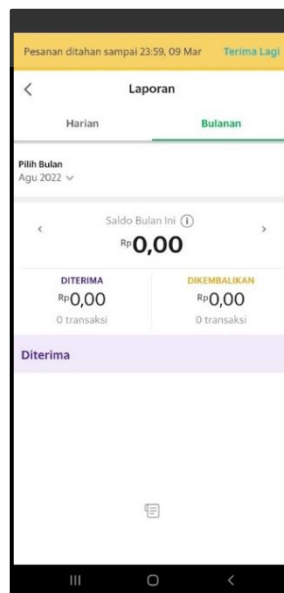 Pesanan ditahan sampai 23:59, 09 Mar Terima Lagi
Laporan
Harian Bulanan
Pilih Bulan
Agu 2022
Saldo Bulan Ini
Rp0,00
DITERIMA DIKEMBALIKAN
Rp0,00 Rp0,00
0 transaksi 0 transaksi
Diterima